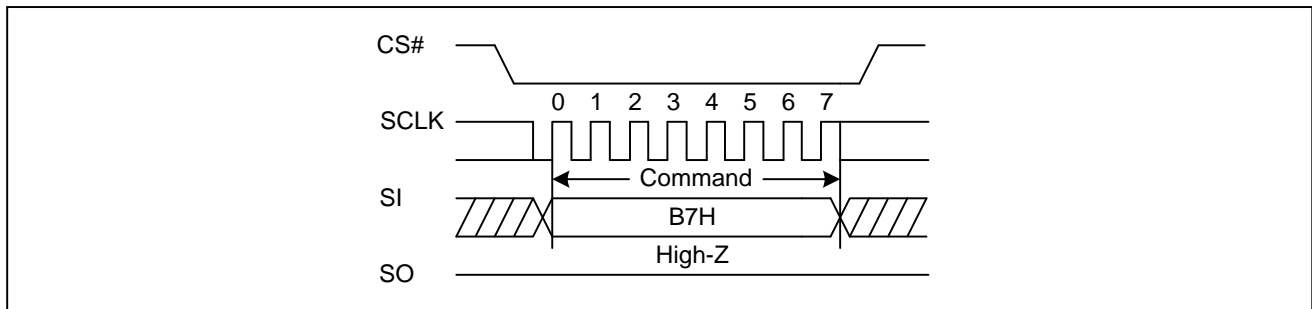 CS#
0 1 2 3 4 5 6 7
SCLK
Command
SI
B7H
High-Z
SO